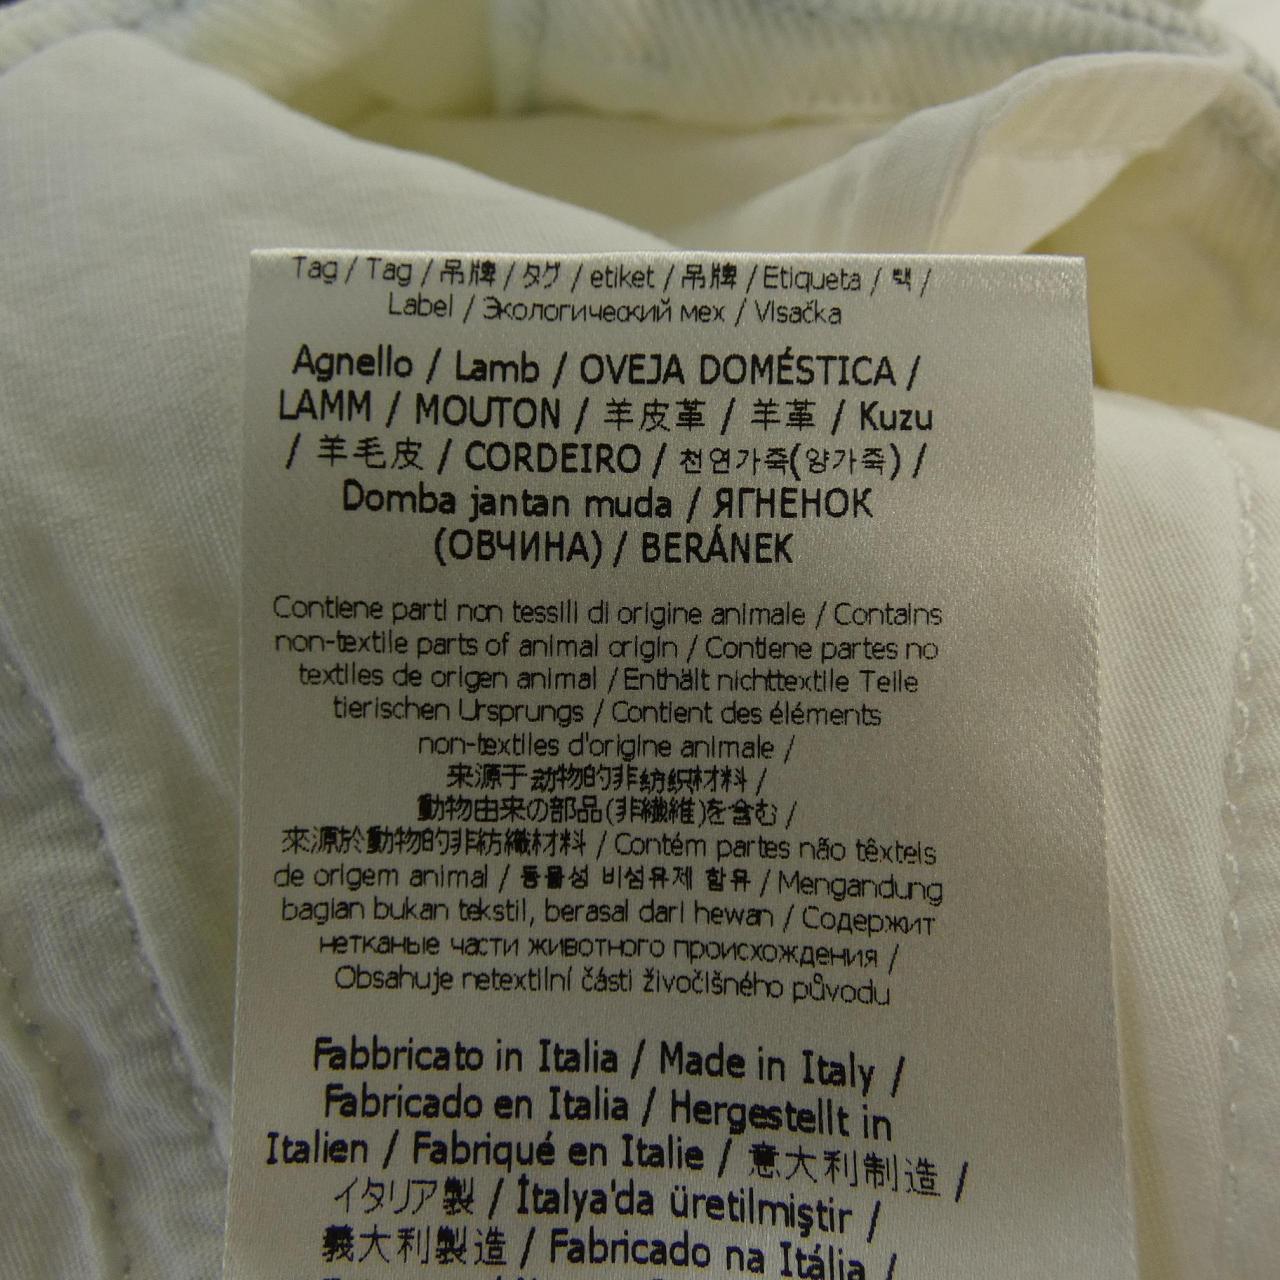 Tag / Tag / 吊牌 / タグ / etiket / 吊牌 / Etiqueta / 택 /
Label / Экологический мех / Vlsačka
Agnello / Lamb / OVEJA DOMÉSTICA /
LAMM / MOUTON / 羊皮革 / 羊革 / Kuzu
/ 羊毛皮 / CORDEIRO / 천연가죽(양가죽) /
Domba jantan muda / ЯГНЕНОК
(ОВЧИНА) / BERÁNEK
Contiene parti non tessili di origine animale / Contains
non-textile parts of animal origin / Contiene partes no
textiles de origen animal / Enthält nichttextile Teile
tierischen Ursprungs / Contient des éléments
non-textiles d'origine animale /
来源于动物的非纺织材料 /
動物由来の部品(非繊維)を含む /
來源於動物的非紡織材料 / Contém partes não têxteis
de origem animal / 동물성 비섬유제 함유 / Mengandung
bagian bukan tekstil, berasal dari hewan / Содержит
нетканые части животного происхождения /
Obsahuje netextilní části živočišného původu
Fabbricato in Italia / Made in Italy /
Fabricado en Italia / Hergestellt in
Italien / Fabriqué en Italie / 意大利制造 /
イタリア製 / İtalya'da üretilmiştir /
義大利製造 / Fabricado na Itália /